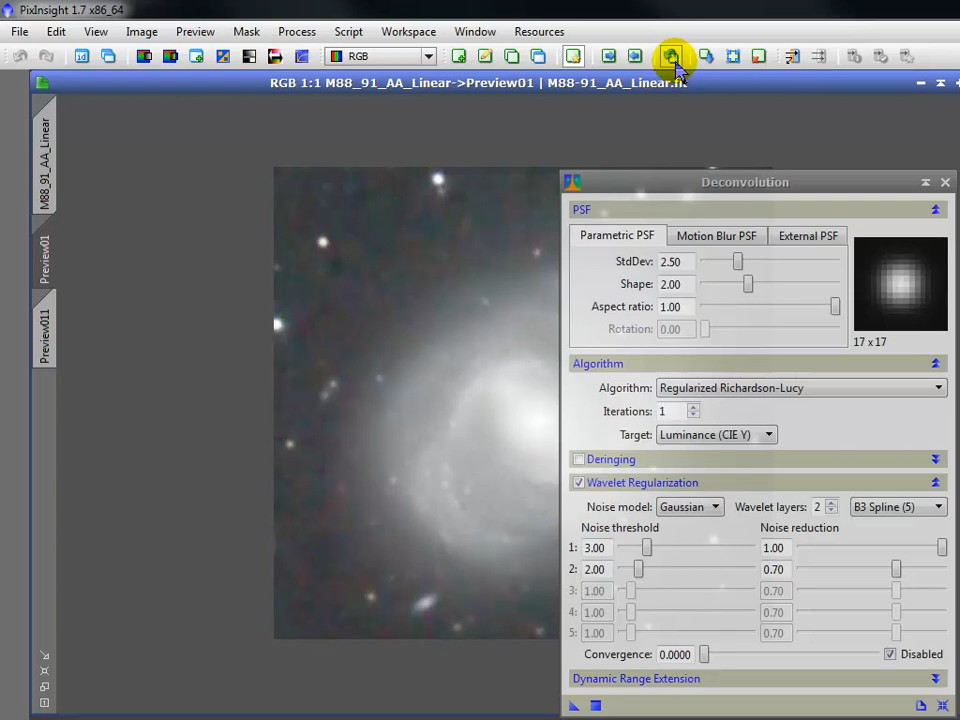 PixInsight 1.7 x86_64
File Edit View Image Preview Mask Process Script Workspace Window Resources
RGB
RGB 1:1 M88_91_AA_Linear->Preview01 | M88-91_AA_Linear.fit
M88_91_AA_Linear
Preview01
Preview011
Deconvolution
PSF
Parametric PSF Motion Blur PSF External PSF
StdDev: 2.50
Shape: 2.00
Aspect ratio: 1.00
Rotation: 0.00
17 x 17
Algorithm
Algorithm: Regularized Richardson-Lucy
Iterations: 1
Target: Luminance (CIE Y)
Deringing
Wavelet Regularization
Noise model: Gaussian Wavelet layers: 2 B3 Spline (5)
Noise threshold Noise reduction
1: 3.00 1.00
2: 2.00 0.70
3: 1.00 0.70
4: 1.00 0.70
5: 1.00 0.70
Convergence: 0.0000 Disabled
Dynamic Range Extension